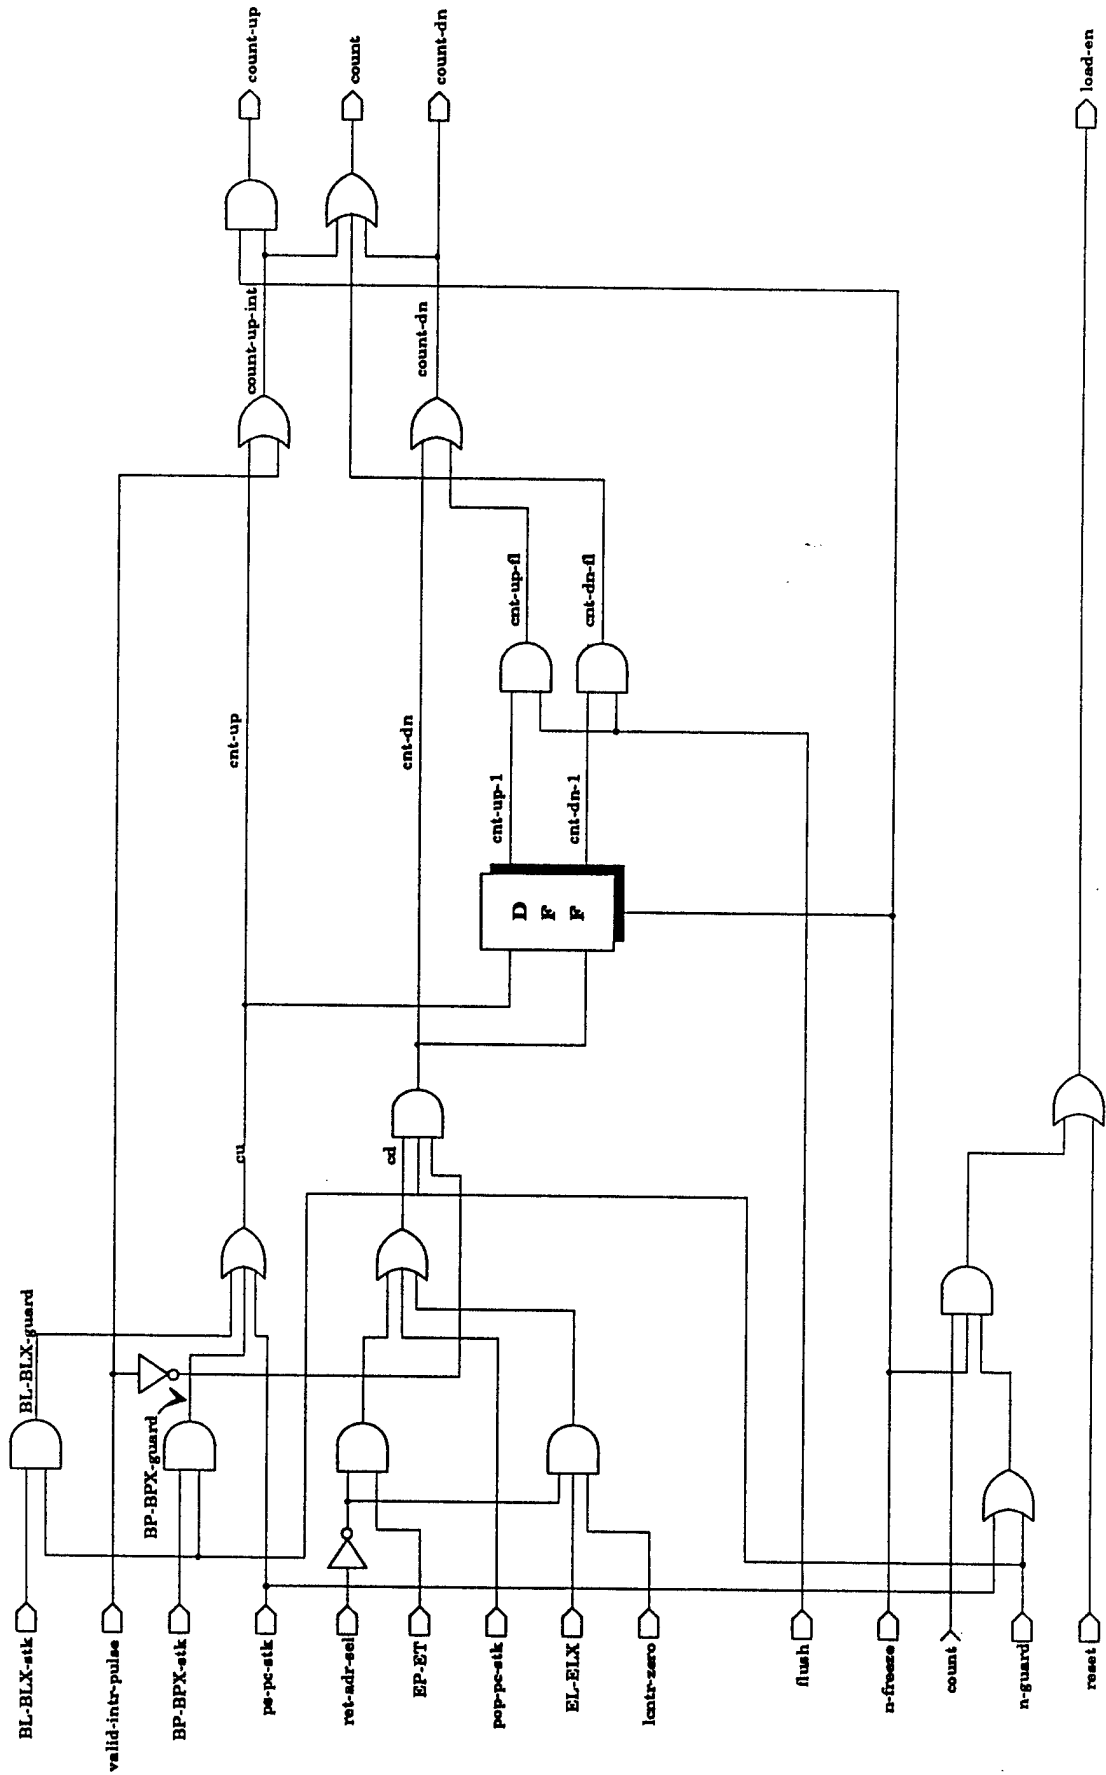 BL-BLX-stk
valid-intr-pulse
BP-BPX-stk
ps-pc-stk
ret-adr-sel
EP-ET
pop-pc-stk
EL-ELX
lcntr-zero
flush
n-freeze
count
n-guard
reset
BL-BLX-guard
BP-BPX-guard
cu
cd
D
F
F
cnt-up
cnt-dn
cnt-up-1
cnt-dn-1
cnt-up-fl
cnt-dn-fl
count-up-int
count-dn
count-up
count
count-dn
load-en